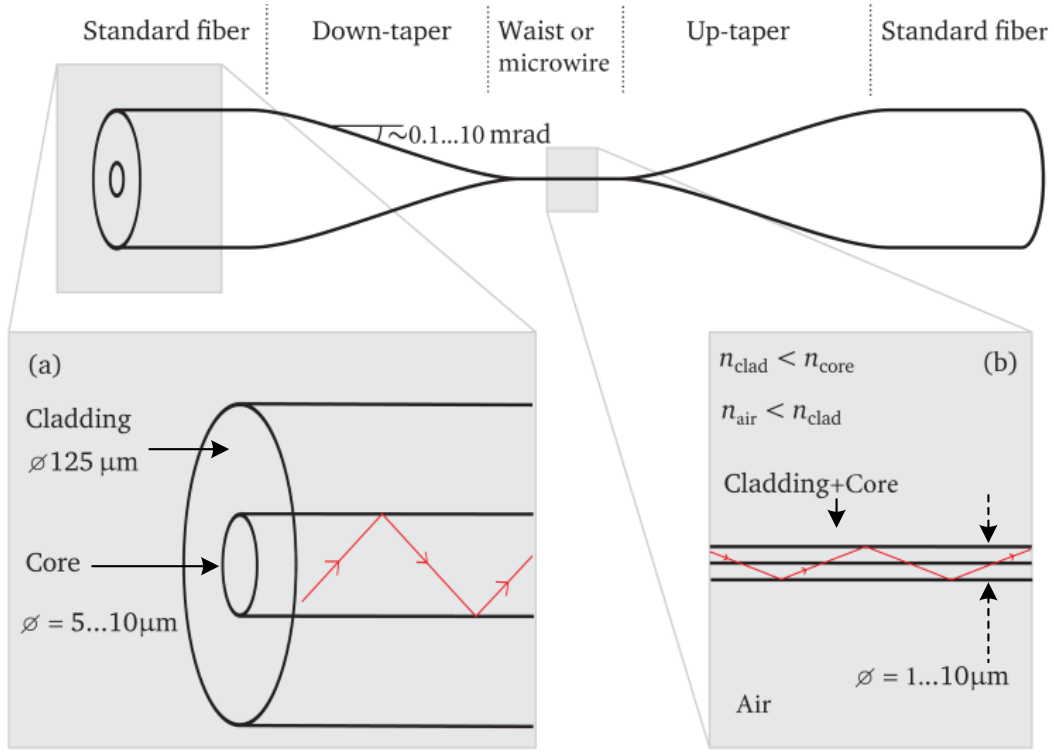 Standard fiber
Down-taper
Waist or
microwire
Up-taper
Standard fiber
~0.1...10 mrad
(a)
Cladding
⌀ 125 μm
Core
⌀ = 5...10μm
n_clad < n_core
(b)
n_air < n_clad
Cladding+Core
⌀ = 1...10μm
Air